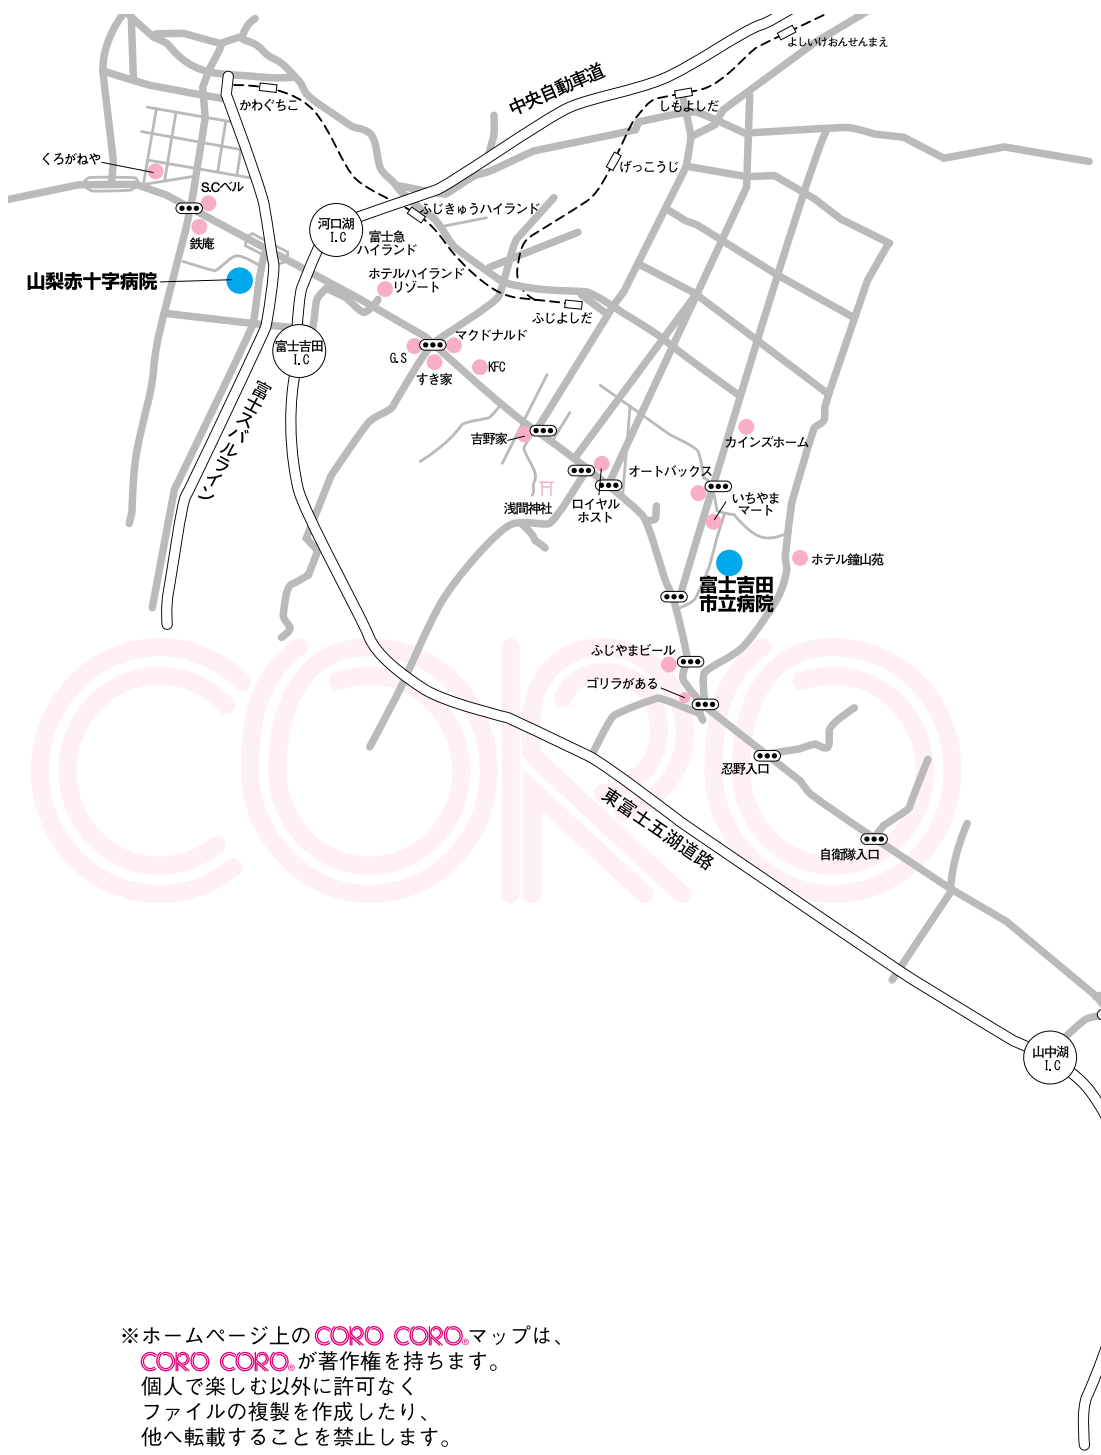 よしいけおんせんまえ
中央自動車道
かわぐちこ
しもよしだ
くろがねや
げっこうじ
S.Cベル
ふじきゅうハイランド
河口湖
I.C
富士急
ハイランド
鉄庵
山梨赤十字病院
ホテルハイランド
リゾート
ふじよしだ
マクドナルド
富士吉田
I.C
G.S
KFC
すき家
富士スバルライン
吉野家
カインズホーム
オートバックス
浅間神社
ロイヤル
ホスト
いちやま
マート
ホテル鐘山苑
富士吉田
市立病院
ふじやまビール
ゴリラがある
忍野入口
東富士五湖道路
自衛隊入口
CORO
山中湖
I.C
※ホームページ上のCORO CORO®マップは、
CORO CORO®が著作権を持ちます。
個人で楽しむ以外に許可なく
ファイルの複製を作成したり、
他へ転載することを禁止します。